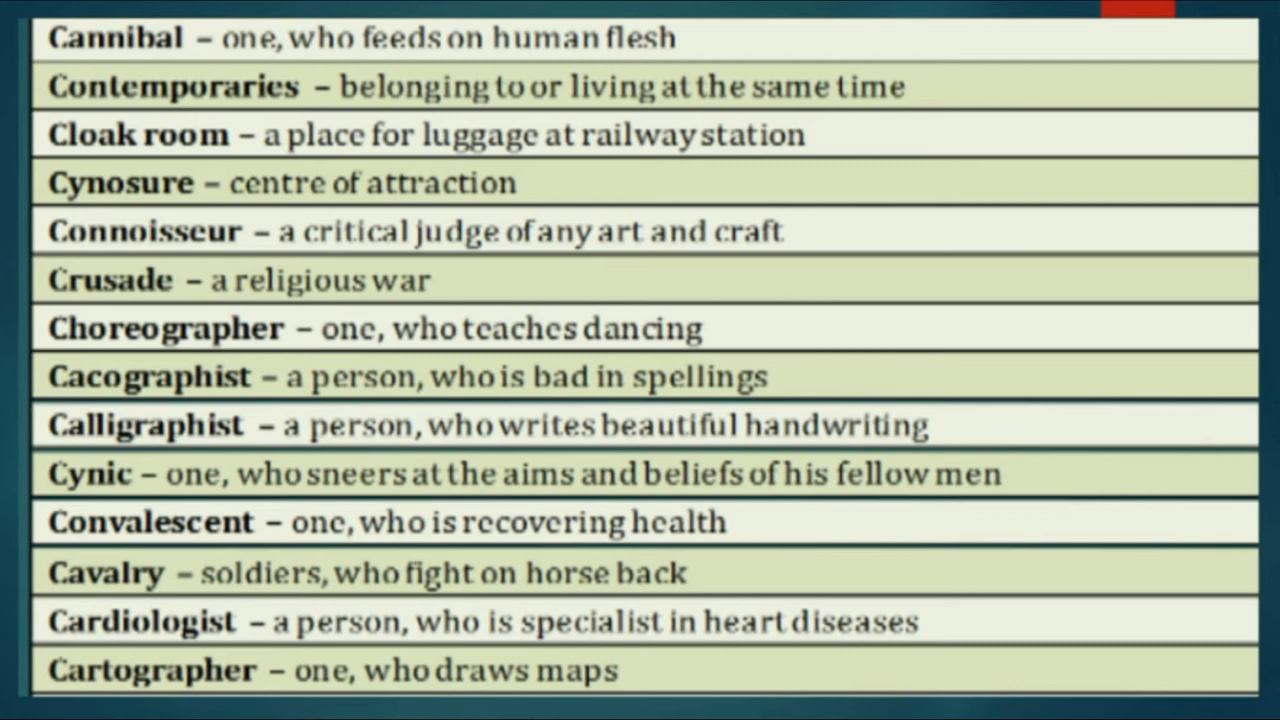 Cannibal – one, who feeds on human flesh
Contemporaries – belonging to or living at the same time
Cloak room – a place for luggage at railway station
Cynosure – centre of attraction
Connoisseur – a critical judge of any art and craft
Crusade – a religious war
Choreographer – one, who teaches dancing
Cacographist – a person, who is bad in spellings
Calligraphist – a person, who writes beautiful handwriting
Cynic – one, who sneers at the aims and beliefs of his fellow men
Convalescent – one, who is recovering health
Cavalry – soldiers, who fight on horse back
Cardiologist – a person, who is specialist in heart diseases
Cartographer – one, who draws maps